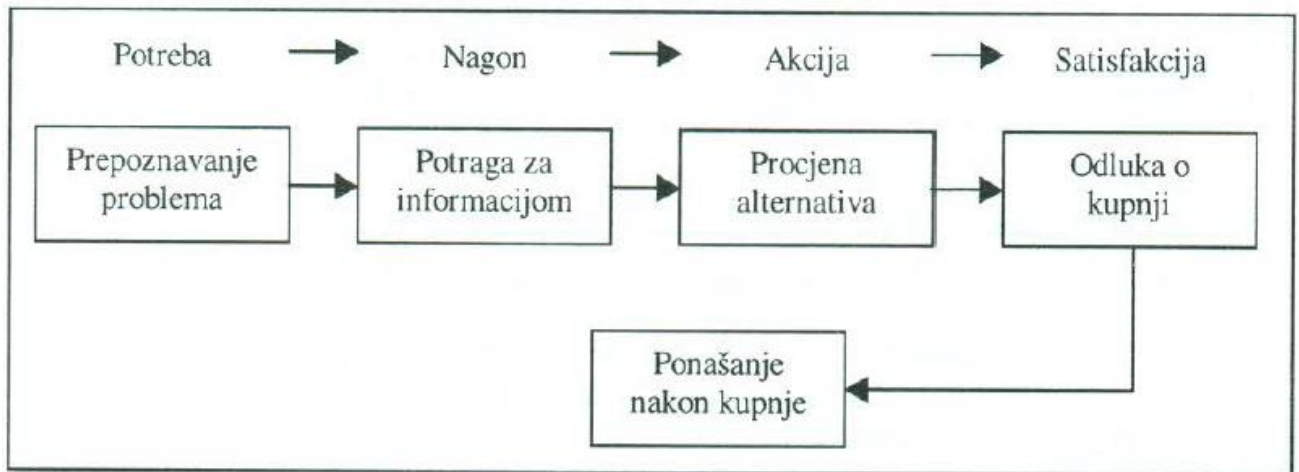 Potreba Nagon Akcija Satisfakcija
Prepoznavanje
problema
Potraga za
informacijom
Procjena
alternativa
Odluka o
kupnji
Ponašanje
nakon kupnje